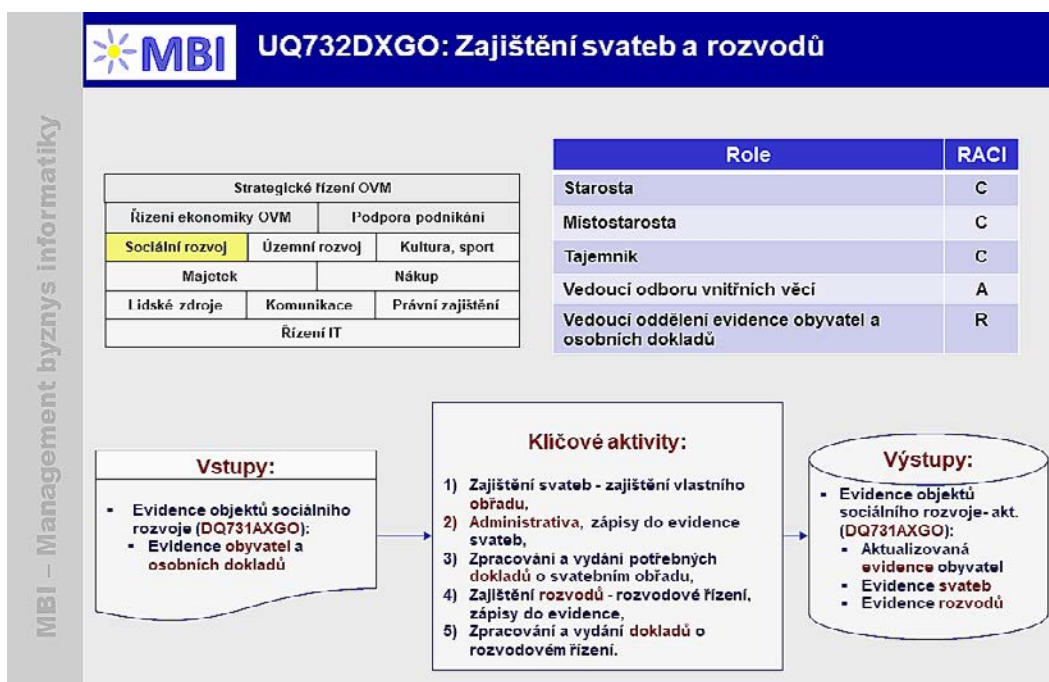 MBI
UQ732DXGO: Zajištění svateb a rozvodů
MBI – Management byznys informatiky
Strategické řízení OVM
Řízení ekonomiky OVM
Podpora podnikání
Sociální rozvoj
Územní rozvoj
Kultura, sport
Majetek
Nákup
Lidské zdroje
Komunikace
Právní zajištění
Řízení IT
Role RACI
Starosta C
Místostarosta C
Tajemník C
Vedoucí odboru vnitřních věcí A
Vedoucí oddělení evidence obyvatel a R
osobních dokladů
Vstupy:
▪ Evidence objektů sociálního
rozvoje (DQ731AXGO):
▪ Evidence obyvatel a
osobních dokladů
Klíčové aktivity:
1) Zajištění svateb - zajištění vlastního
obřadu,
2) Administrativa, zápisy do evidence
svateb,
3) Zpracování a vydání potřebných
dokladů o svatebním obřadu,
4) Zajištění rozvodů - rozvodové řízení,
zápisy do evidence,
5) Zpracování a vydání dokladů o
rozvodovém řízení.
Výstupy:
▪ Evidence objektů
sociálního rozvoje- akt.
(DQ731AXGO):
▪ Aktualizovaná
evidence obyvatel
▪ Evidence svateb
▪ Evidence rozvodů